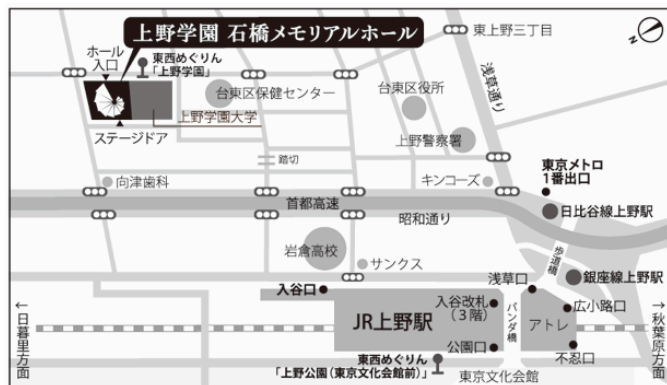 上野学園 石橋メモリアルホール
N
ホール
入口
東西めぐりん
「上野学園」
東上野三丁目
浅草通り
台東区保健センター
台東区役所
上野学園大学
ステージドア
上野警察署
踏切
向津歯科
キンコーズ
東京メトロ
1番出口
首都高速
昭和通り
日比谷線上野駅
岩倉高校
サンクス
歩道橋
銀座線上野駅
入谷口
浅草口
入谷改札
(3階)
パンダ橋
広小路口
アトレ
JR上野駅
公園口
不忍口
←日暮里方面
→秋葉原方面
東西めぐりん
「上野公園(東京文化会館前)」
東京文化会館